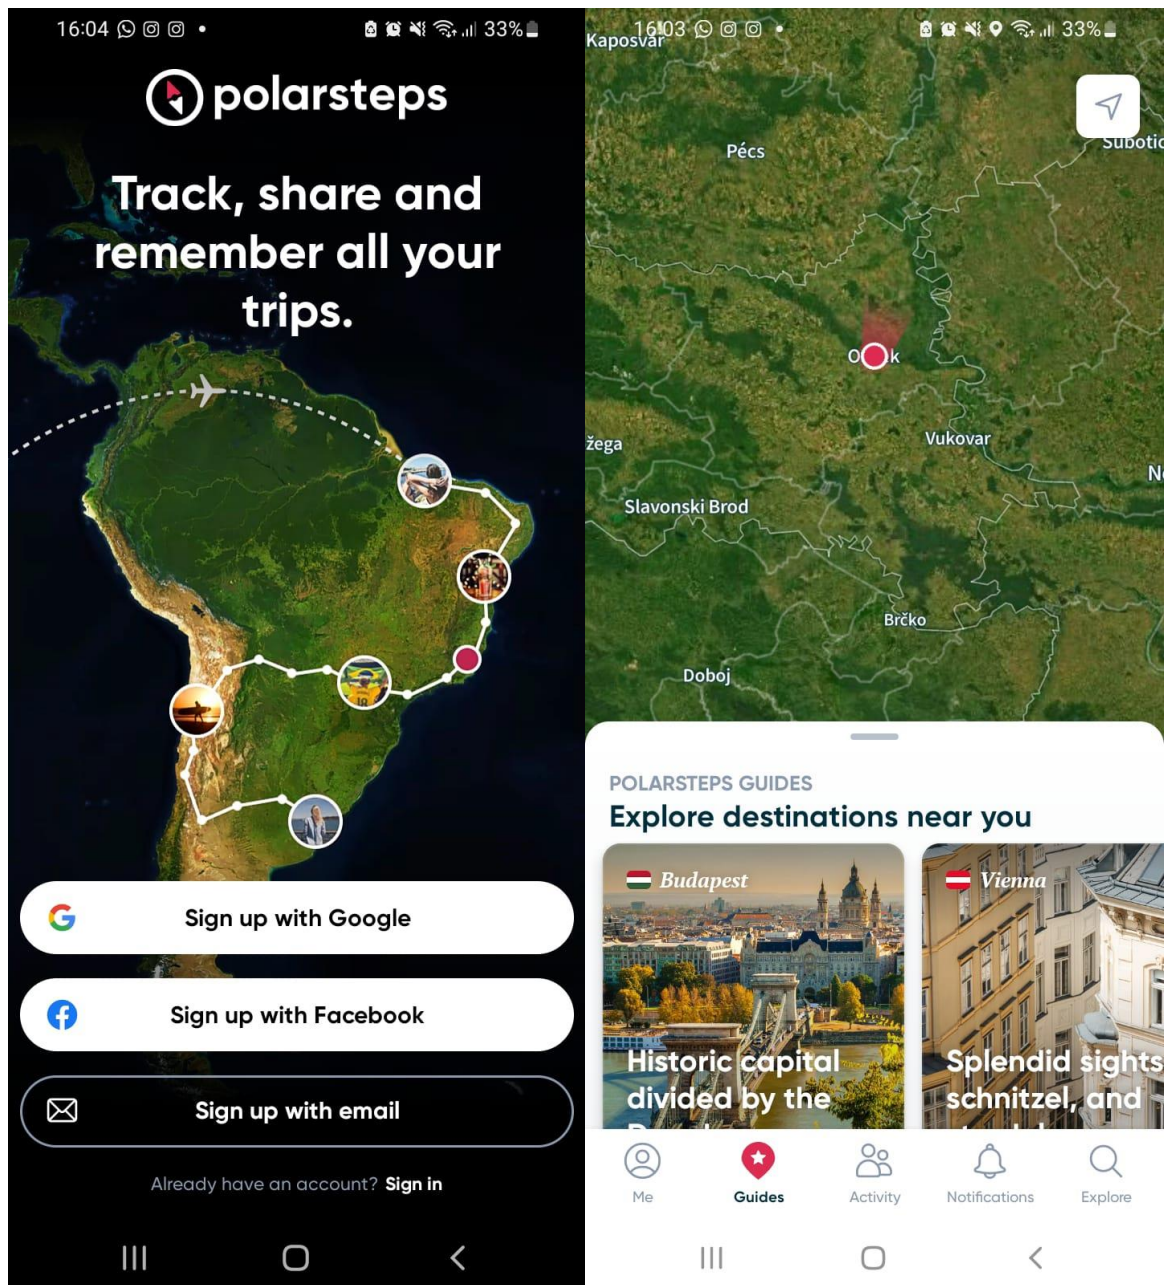 16:04
33%
polarsteps
Track, share and
remember all your
trips.
Sign up with Google
Sign up with Facebook
Sign up with email
Already have an account? Sign in
16:03
33%
Kaposvár
Pécs
Vukovar
Slavonski Brod
Brčko
Doboj
POLARSTEPS GUIDES
Explore destinations near you
Budapest
Historic capital
divided by the
Vienna
Splendid sights
schnitzel, and
Me
Guides
Activity
Notifications
Explore